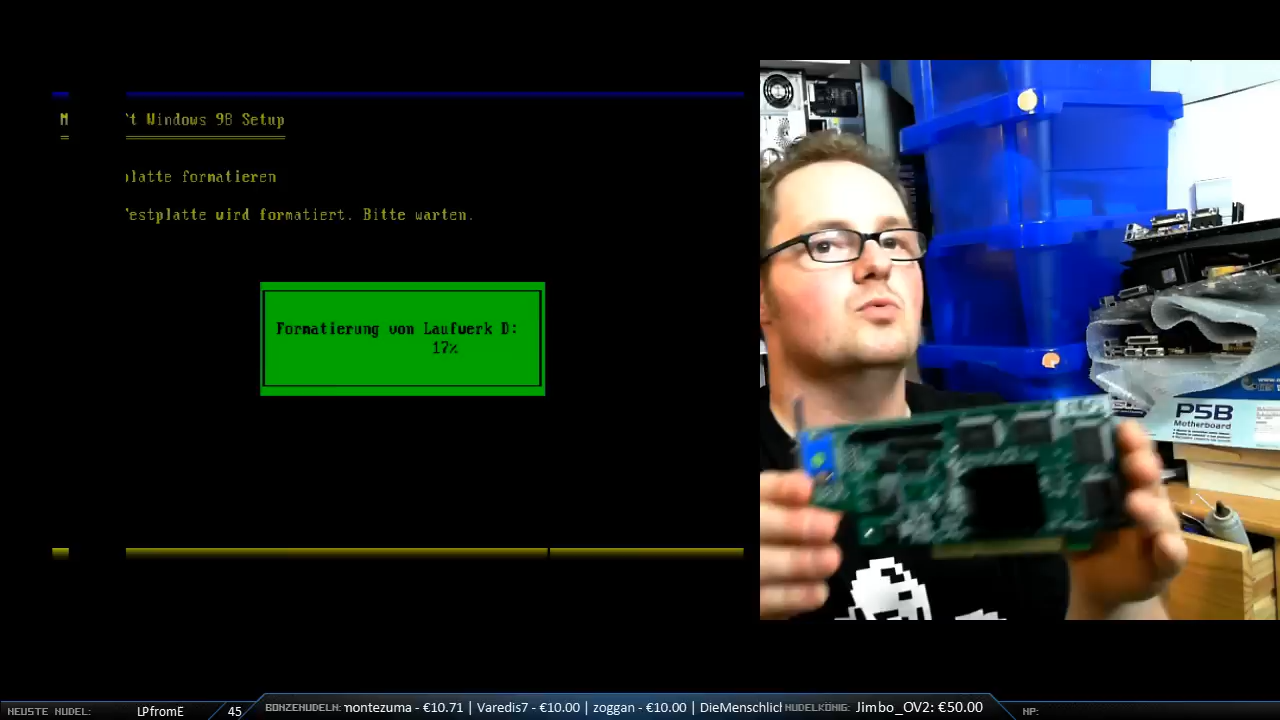 M 't Windows 98 Setup
platte formatieren
Festplatte wird formatiert. Bitte warten.
Formatierung von Laufwerk D:
17%
P5B
Motherboard
NEUSTE NUDEL: LPfromE 45 BONZENUDELN: montezuma - €10.71 | Varedis7 - €10.00 | zoggan - €10.00 | DieMenschlich NUDELKÖNIG: Jimbo_OV2: €50.00 HP: